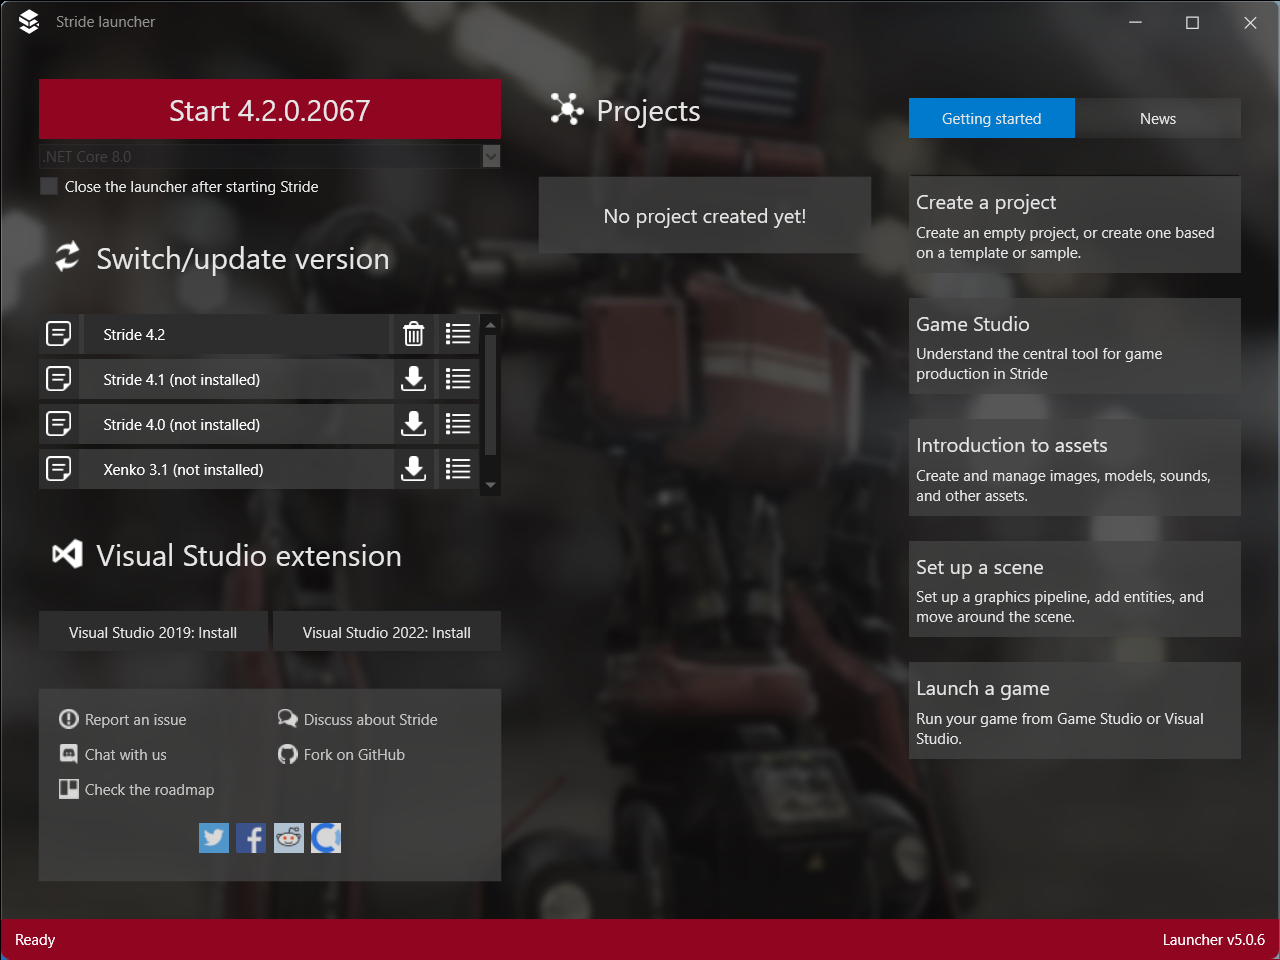 Stride launcher
Start 4.2.0.2067
.NET Core 8.0
Close the launcher after starting Stride
Switch/update version
Stride 4.2
Stride 4.1 (not installed)
Stride 4.0 (not installed)
Xenko 3.1 (not installed)
Visual Studio extension
Visual Studio 2019: Install
Visual Studio 2022: Install
Report an issue
Discuss about Stride
Chat with us
Fork on GitHub
Check the roadmap
Projects
No project created yet!
Getting started
News
Create a project
Create an empty project, or create one based
on a template or sample.
Game Studio
Understand the central tool for game
production in Stride
Introduction to assets
Create and manage images, models, sounds,
and other assets.
Set up a scene
Set up a graphics pipeline, add entities, and
move around the scene.
Launch a game
Run your game from Game Studio or Visual
Studio.
Ready
Launcher v5.0.6